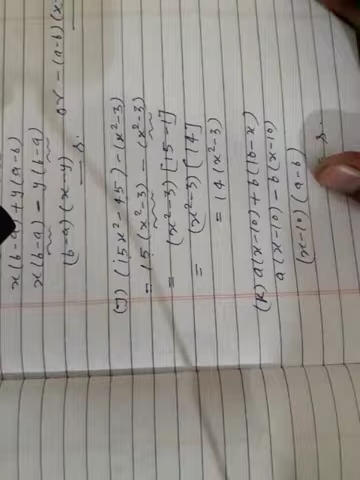 x(b-a)+y(a-b)
x(b-a)-y(b-a) or -(a-b)(x-
(b-a)(x-y)
(J) (15x²-45)-(x²-3)
=15(x²-3)-(x²-3)
= (x²-3)[15-1]
= (x²-3)[14]
= 14(x²-3)
(K) a(x-10)+b(10-x)
a(x-10)-b(x-10)
(x-10)(a-b)